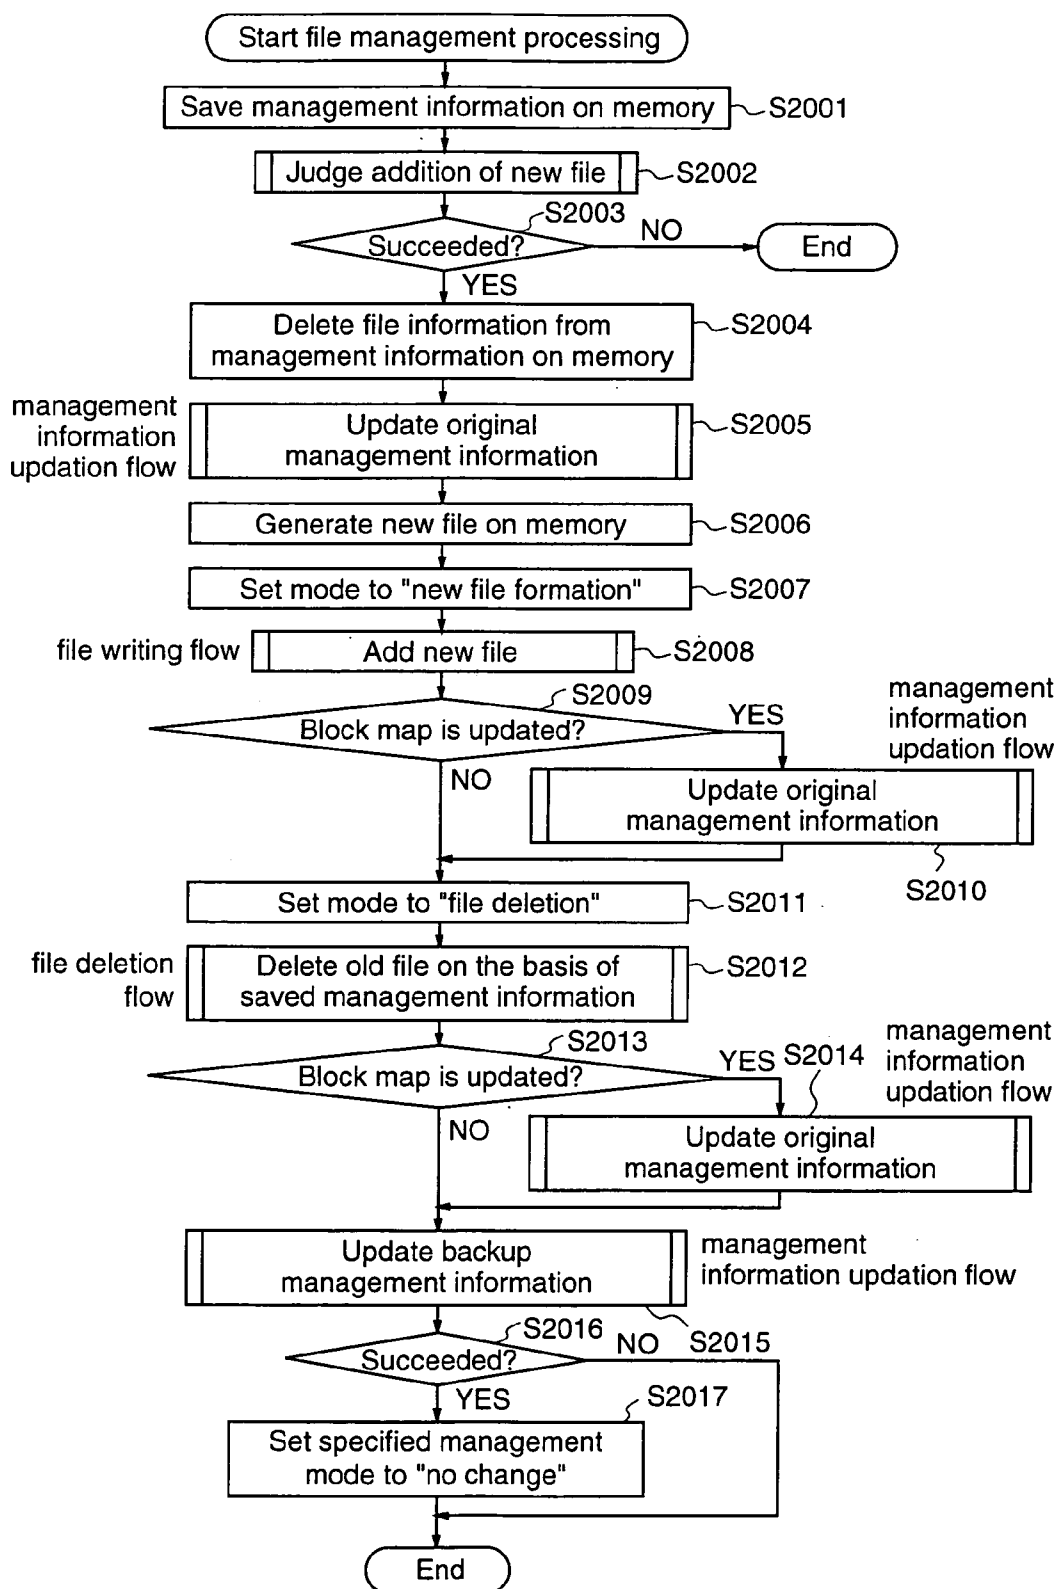 Start file management processing
Save management information on memory
S2001
Judge addition of new file
S2002
S2003
Succeeded?
NO
End
YES
Delete file information from
management information on memory
S2004
management
information
updation flow
Update original
management information
S2005
Generate new file on memory
S2006
Set mode to "new file formation"
S2007
file writing flow
Add new file
S2008
S2009
Block map is updated?
YES
NO
management
information
updation flow
Update original
management information
S2010
Set mode to "file deletion"
S2011
file deletion
flow
Delete old file on the basis of
saved management information
S2012
S2013
Block map is updated?
YES
NO
S2014
management
information
updation flow
Update original
management information
Update backup
management information
management
information updation flow
S2015
S2016
Succeeded?
NO
YES
S2017
Set specified management
mode to "no change"
End